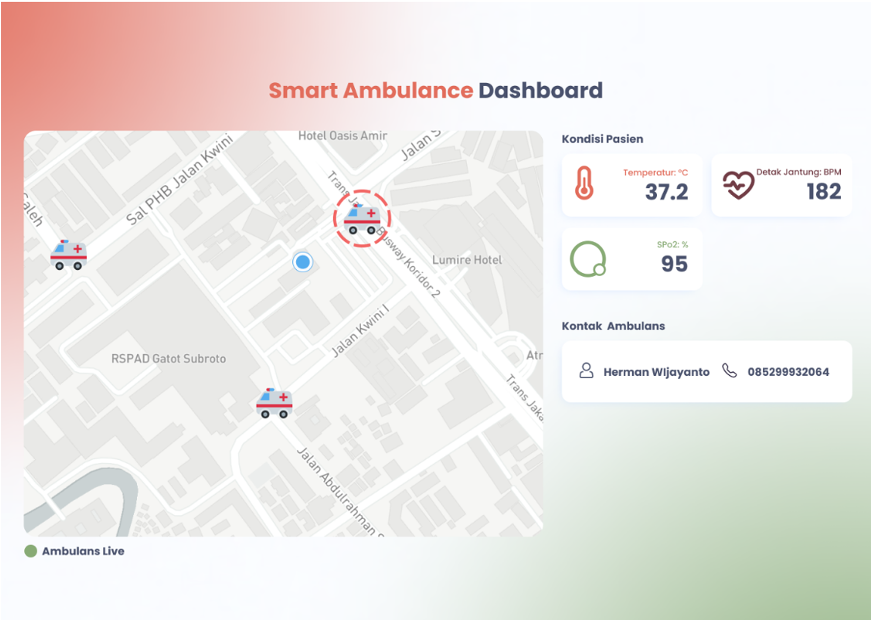 Smart Ambulance Dashboard
Hotel Oasis Amir
Jalan S
Sal PHB Jalan Kwini
Trans Ja
Busway Koridor 2
Lumire Hotel
Jalan Kwini I
RSPAD Gatot Subroto
Atr
Trans Jaka
Jalan Abdulrahman S
Ambulans Live
Kondisi Pasien
Temperatur: °C
37.2
Detak Jantung: BPM
182
SPo2: %
95
Kontak Ambulans
Herman WIjayanto 085299932064